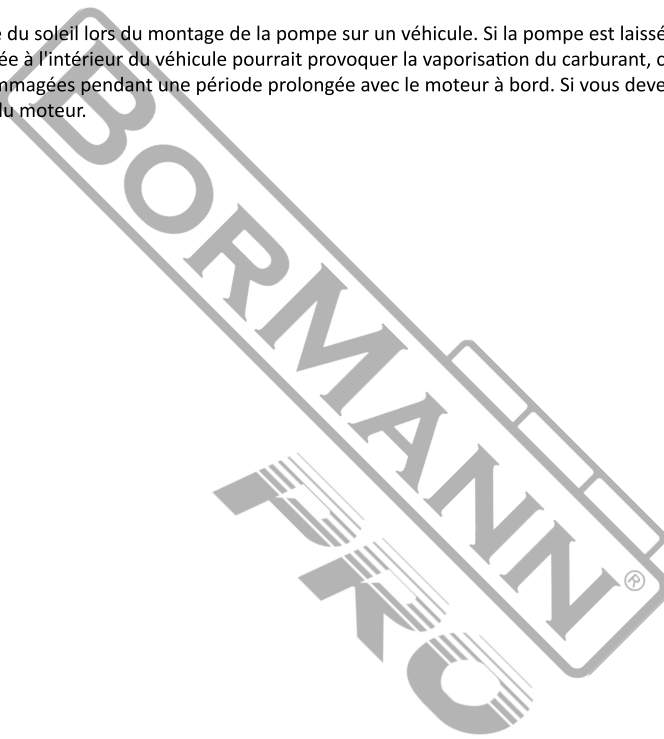 e du soleil lors du montage de la pompe sur un véhicule. Si la pompe est laissé
ée à l'intérieur du véhicule pourrait provoquer la vaporisation du carburant, c
mmagées pendant une période prolongée avec le moteur à bord. Si vous deve
du moteur.
BORMANN®
PRO